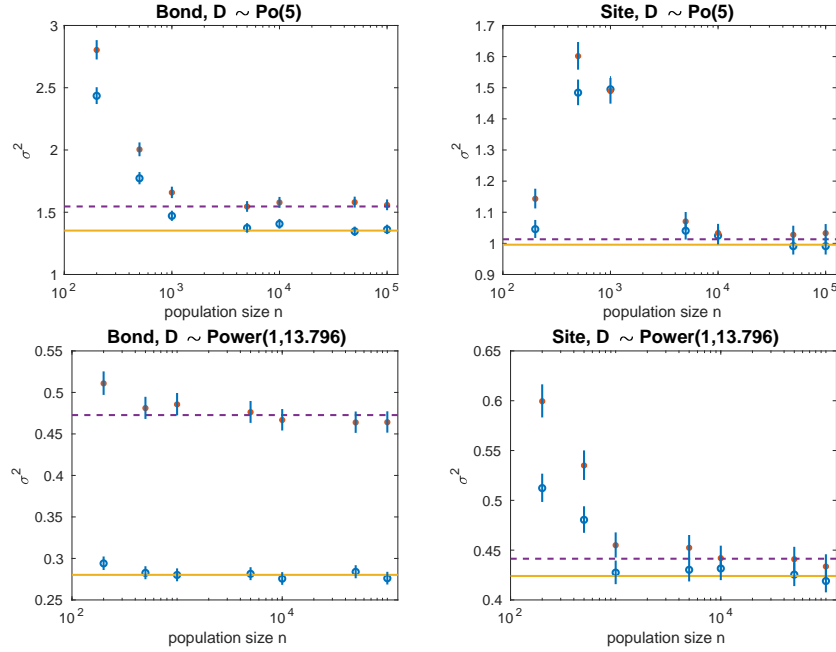 Bond, D ∼ Po(5)
3
2.5
2
1.5
1
σ²
10² 10³ 10⁴ 10⁵
population size n
Site, D ∼ Po(5)
1.7
1.6
1.5
1.4
1.3
1.2
1.1
1
0.9
σ²
10² 10³ 10⁴ 10⁵
population size n
Bond, D ∼ Power(1,13.796)
0.55
0.5
0.45
0.4
0.35
0.3
0.25
σ²
10² 10⁴
population size n
Site, D ∼ Power(1,13.796)
0.65
0.6
0.55
0.5
0.45
0.4
σ²
10² 10³ 10⁴ 10⁵
population size n